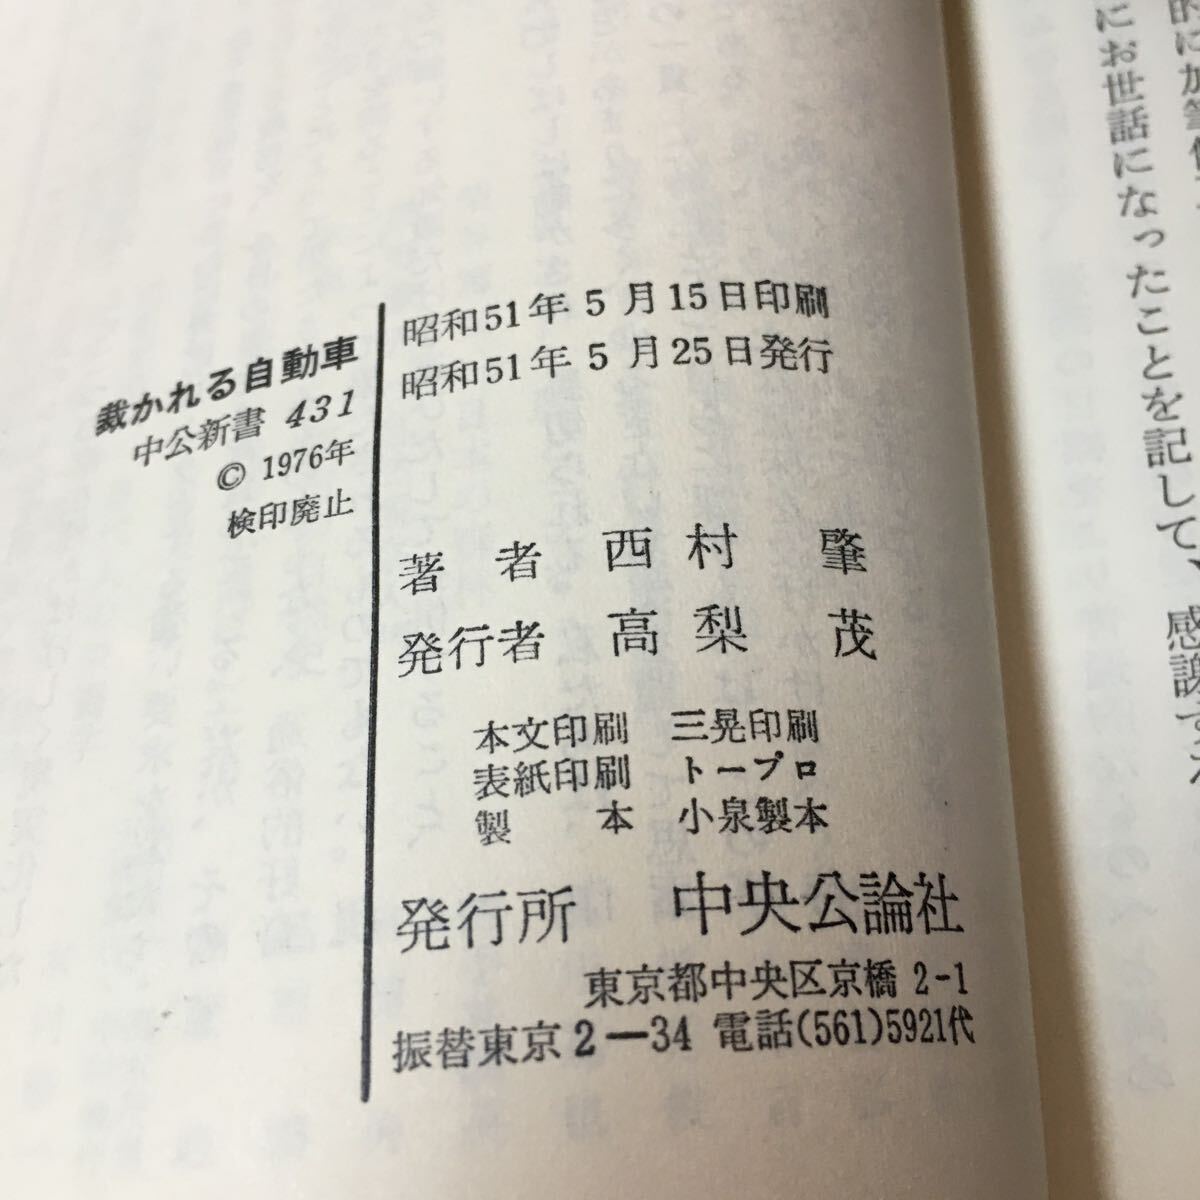 にお世話になったことを記して、感謝
裁かれる自動車
中公新書 431
© 1976年
検印廃止
昭和51年 5 月15日印刷
昭和51年 5 月25日発行
著 者 西 村 肇
発行者 高 梨 茂
本文印刷 三晃印刷
表紙印刷 トープロ
製 本 小泉製本
発行所 中央公論社
東京都中央区京橋 2-1
振替東京2―34 電話(561)5921代